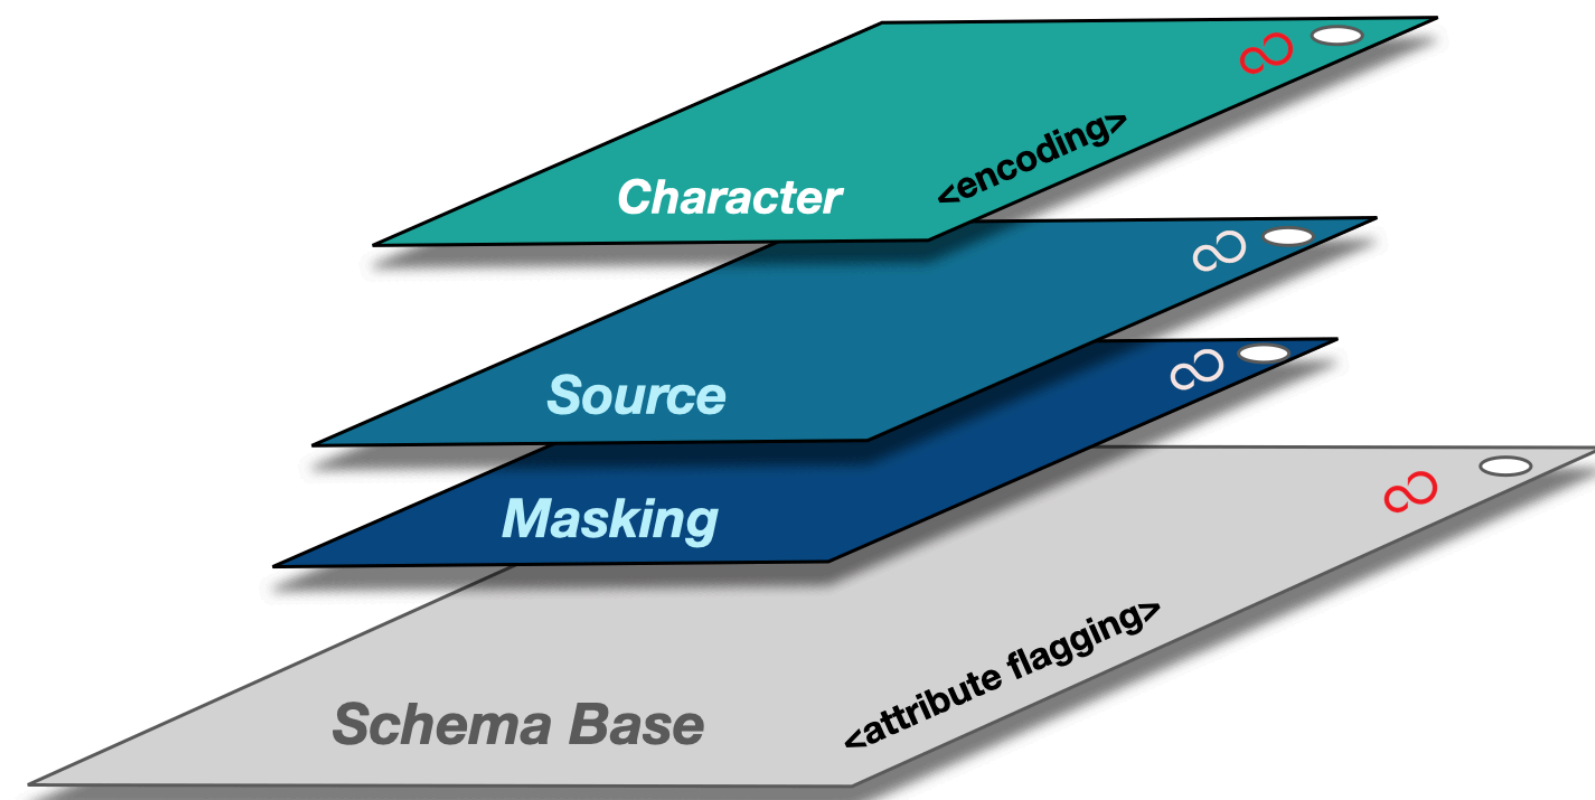 Character
<encoding>
Source
Masking
Schema Base
<attribute flagging>